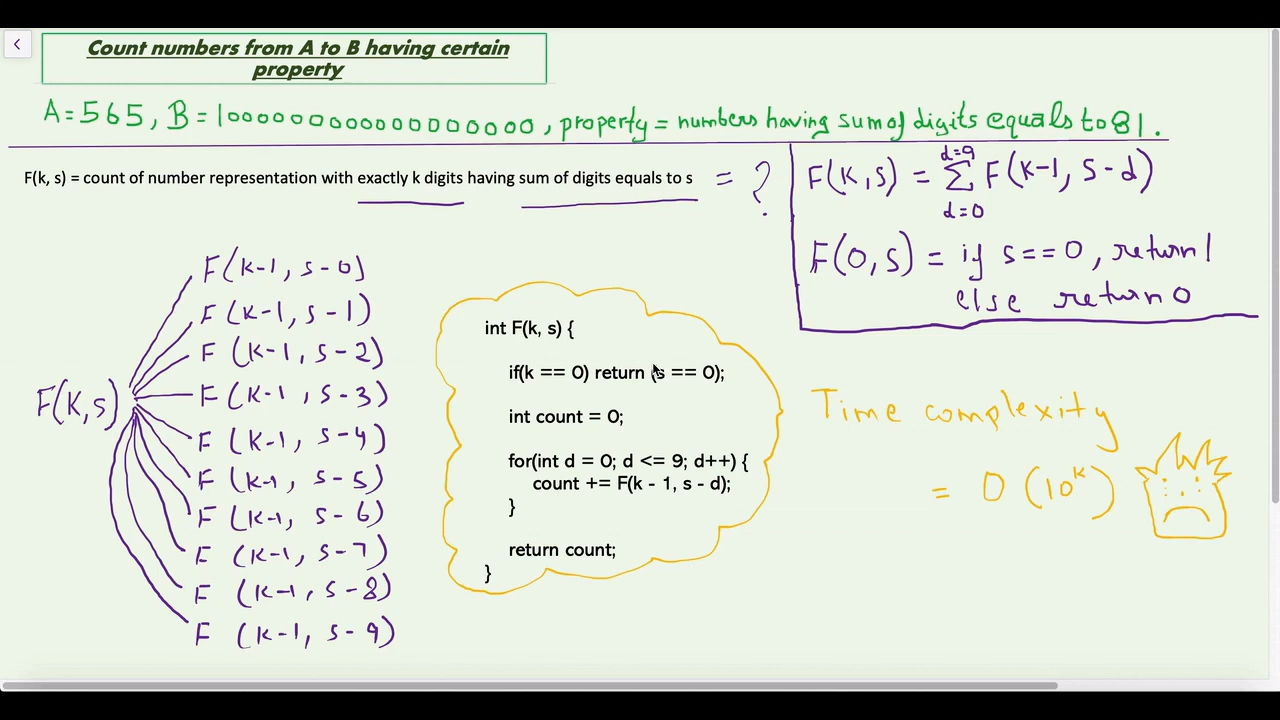 Count numbers from A to B having certain
property
A=565, B=10000000000000000000, property = numbers having sum of digits equals to 81.
F(k, s) = count of number representation with exactly k digits having sum of digits equals to s = ?
F(K,S) = d=9 ∑ d=0 F(K-1, S-d)
F(0,S) = if S==0, return 1
else return 0
F(K,S)
F(K-1, S-0)
F(K-1, S-1)
F(K-1, S-2)
F(K-1, S-3)
F(K-1, S-4)
F(K-1, S-5)
F(K-1, S-6)
F(K-1, S-7)
F(K-1, S-8)
F(K-1, S-9)
int F(k, s) {
if(k == 0) return (s == 0);
int count = 0;
for(int d = 0; d <= 9; d++) {
count += F(k - 1, s - d);
}
return count;
}
Time complexity
= O(10^K)